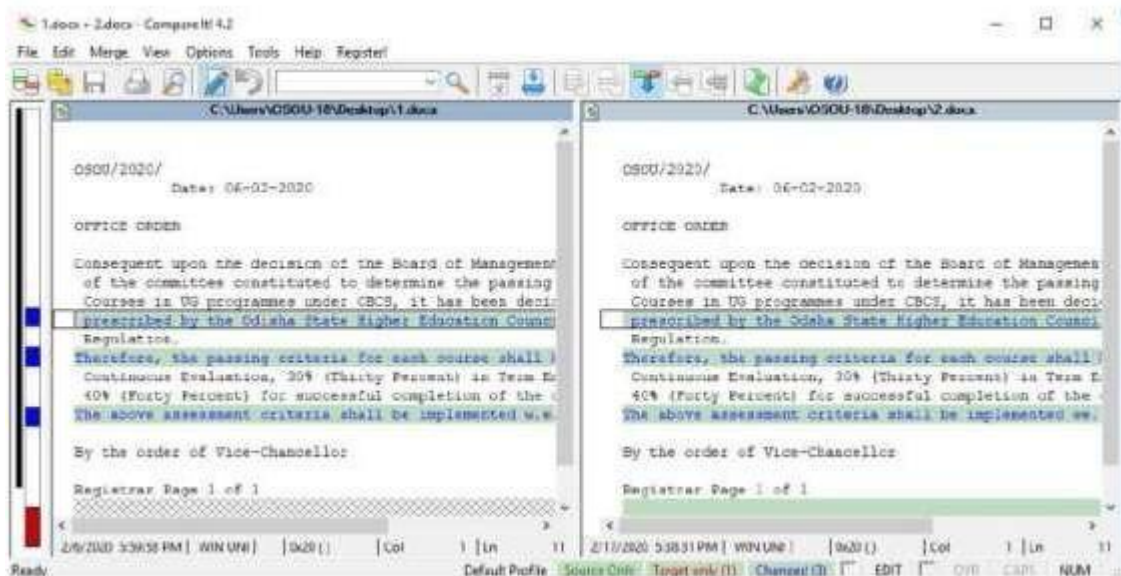 1.docx - 2.docx - Compare It! 4.2
File Edit Merge View Options Tools Help Register!
C:\Users\OSOU-18\Desktop\1.docx
OSOU/2020/
Date: 06-02-2020
OFFICE ORDER
Consequent upon the decision of the Board of Management
of the committee constituted to determine the passing
Courses in UG programmes under CBCS, it has been deci
prescribed by the Odisha State Higher Education Counc
Regulation.
Therefore, the passing criteria for each course shall
Continuous Evaluation, 30% (Thirty Percent) in Term E
40% (Forty Percent) for successful completion of the
The above assessment criteria shall be implemented w.e.
By the order of Vice-Chancellor
Registrar Page 1 of 1
2/6/2020 5:59:58 PM WIN UNI 0x20 ( ) Col 1 Ln 11
C:\Users\OSOU-18\Desktop\2.docx
OSOU/2020/
Date: 06-02-2020
OFFICE ORDER
Consequent upon the decision of the Board of Managemen
of the committee constituted to determine the passing
Courses in UG programmes under CBCS, it has been deci
prescribed by the Odsha State Higher Education Counci
Regulation.
Therefore, the passing criteria for each course shall
Continuous Evaluation, 30% (Thirty Percent) in Term E
40% (Forty Percent) for successful completion of the
The above assessment criteria shall be implemented we.
By the order of Vice-Chancellor
Registrar Page 1 of 1
2/17/2020 5:38:31 PM WIN UNI 0x20 ( ) Col 1 Ln 11
Ready Default Profile Source Only Target only (1) Changed (3) EDIT OVR CAPS NUM